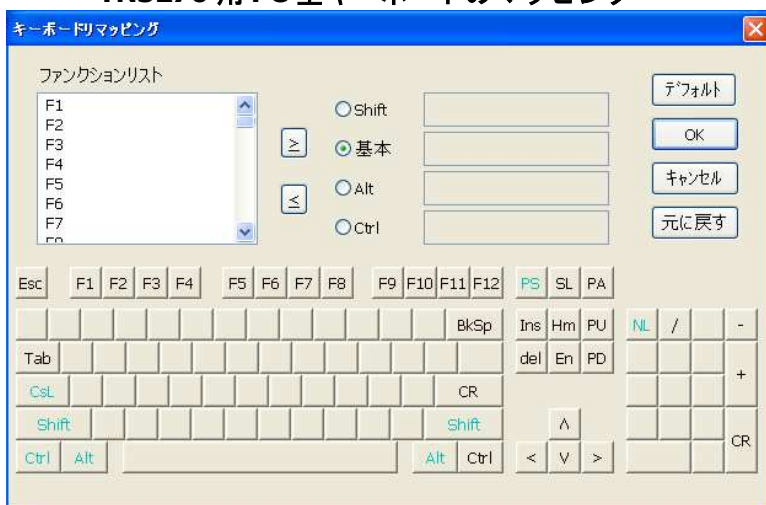 キーボードリマッピング
ファンクションリスト
F1
F2
F3
F4
F5
F6
F7
≥
≤
Shift
基本
Alt
Ctrl
デフォルト
OK
キャンセル
元に戻す
Esc F1 F2 F3 F4 F5 F6 F7 F8 F9 F10 F11 F12 PS SL PA
BkSp Ins Hm PU NL / -
Tab del En PD +
CsL CR
Shift Shift ∧ CR
Ctrl Alt Alt Ctrl < V >